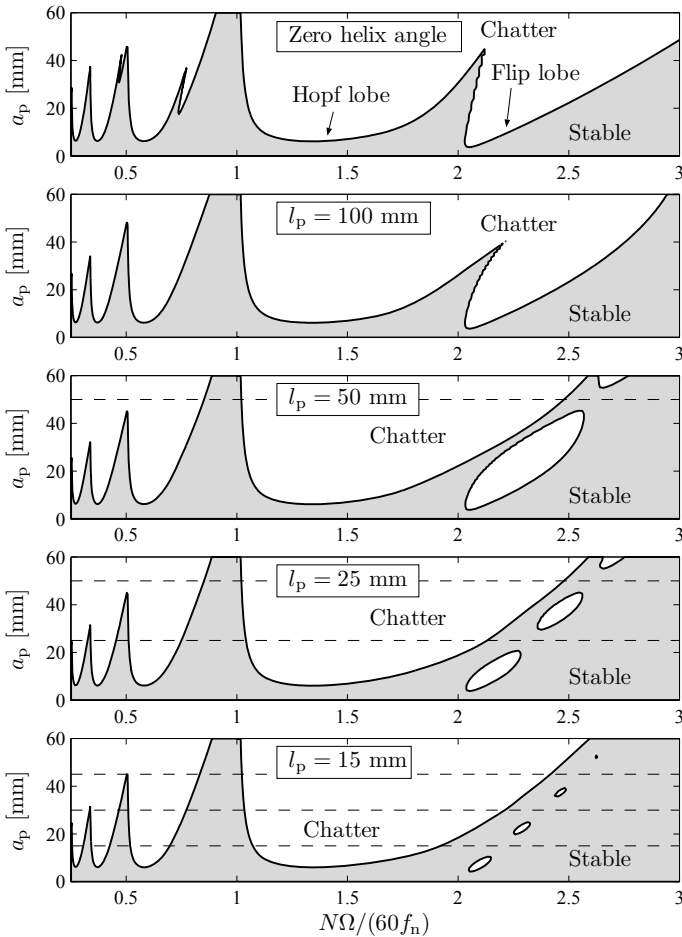 60
40
20
0
a_p [mm]
Zero helix angle
Chatter
Hopf lobe
Flip lobe
Stable
0.5 1 1.5 2 2.5 3
60
40
20
0
a_p [mm]
l_p = 100 mm
Chatter
Stable
0.5 1 1.5 2 2.5 3
60
40
20
0
a_p [mm]
l_p = 50 mm
Chatter
Stable
0.5 1 1.5 2 2.5 3
60
40
20
0
a_p [mm]
l_p = 25 mm
Chatter
Stable
0.5 1 1.5 2 2.5 3
60
40
20
0
a_p [mm]
l_p = 15 mm
Chatter
Stable
0.5 1 1.5 2 2.5 3
NΩ/(60f_n)